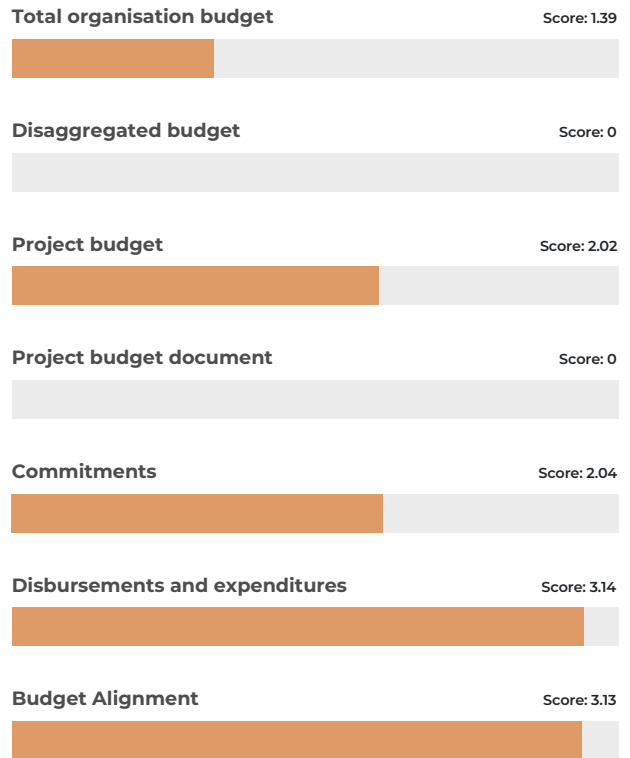 Total organisation budget Score: 1.39
Disaggregated budget Score: 0
Project budget Score: 2.02
Project budget document Score: 0
Commitments Score: 2.04
Disbursements and expenditures Score: 3.14
Budget Alignment Score: 3.13